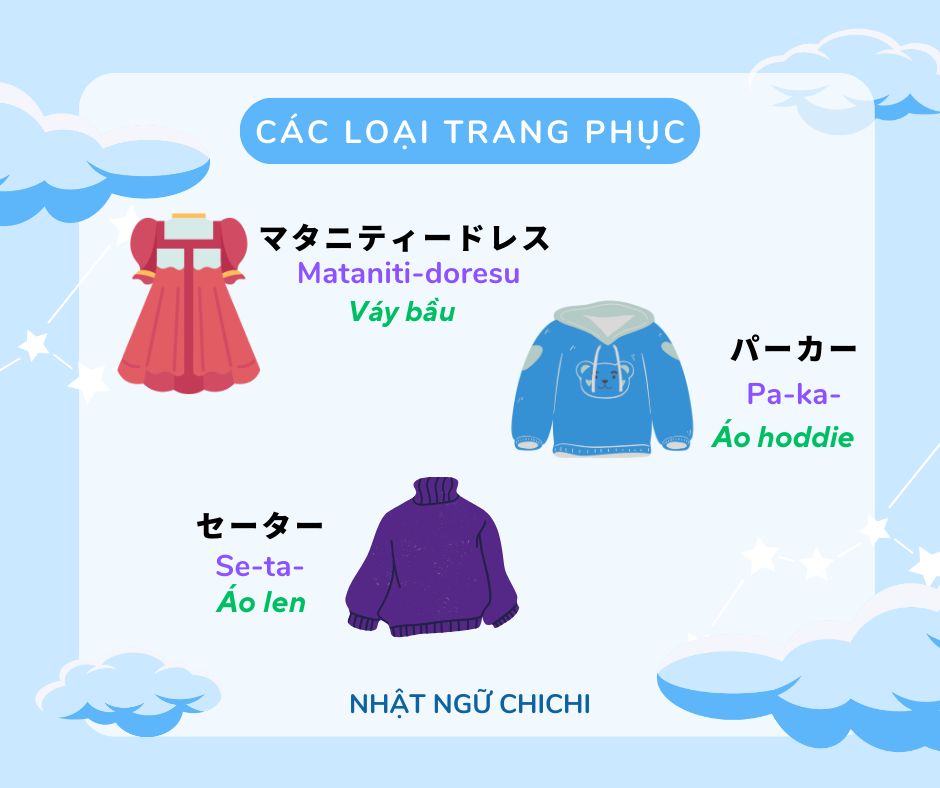 CÁC LOẠI TRANG PHỤC
マタニティードレス
Mataniti-doresu
Váy bầu
パーカー
Pa-ka-
Áo hoddie
セーター
Se-ta-
Áo len
NHẬT NGỮ CHICHI